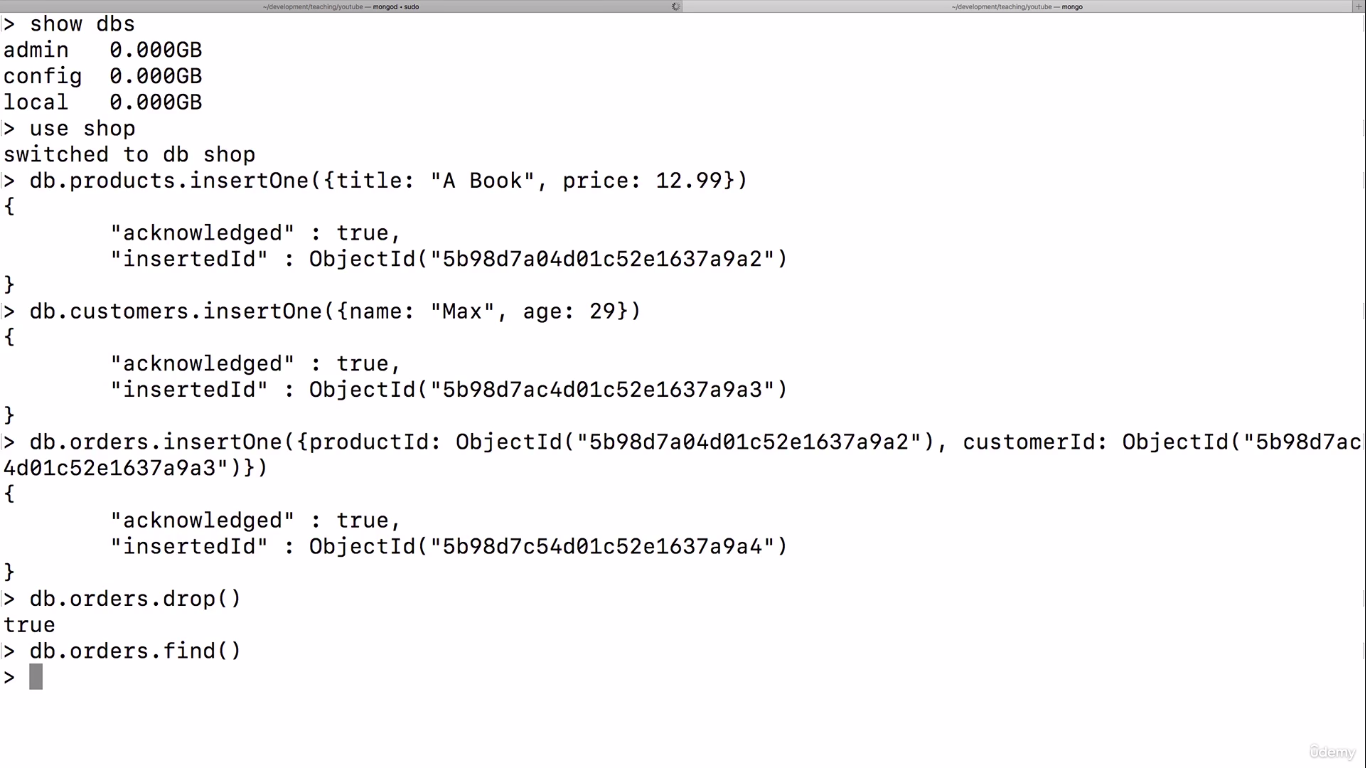 ~/development/teaching/youtube — mongod • sudo
~/development/teaching/youtube — mongo
> show dbs
admin   0.000GB
config  0.000GB
local   0.000GB
> use shop
switched to db shop
> db.products.insertOne({title: "A Book", price: 12.99})
{
        "acknowledged" : true,
        "insertedId" : ObjectId("5b98d7a04d01c52e1637a9a2")
}
> db.customers.insertOne({name: "Max", age: 29})
{
        "acknowledged" : true,
        "insertedId" : ObjectId("5b98d7ac4d01c52e1637a9a3")
}
> db.orders.insertOne({productId: ObjectId("5b98d7a04d01c52e1637a9a2"), customerId: ObjectId("5b98d7ac
4d01c52e1637a9a3")})
{
        "acknowledged" : true,
        "insertedId" : ObjectId("5b98d7c54d01c52e1637a9a4")
}
> db.orders.drop()
true
> db.orders.find()
>
ûdemy